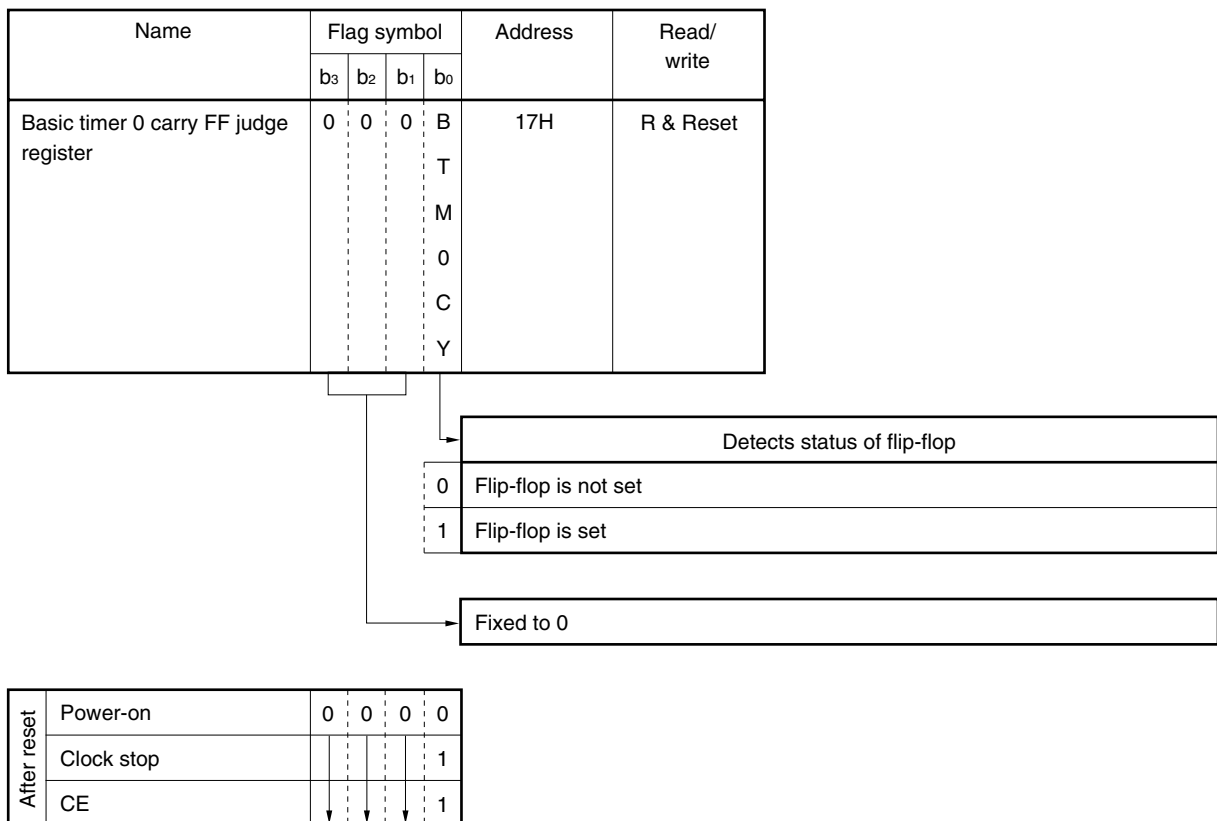 Name Flag symbol Address Read/
write
b3 b2 b1 b0
Basic timer 0 carry FF judge 0 0 0 B 17H R & Reset
register
T
M
0
C
Y
Detects status of flip-flop
0 Flip-flop is not set
1 Flip-flop is set
Fixed to 0
After reset
Power-on 0 0 0 0
Clock stop 1
CE 1